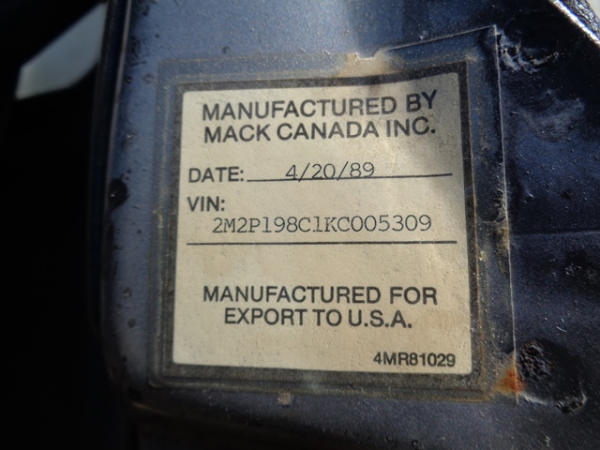 MANUFACTURED BY
MACK CANADA INC.
DATE: 4/20/89
VIN:
2M2P198C1KC005309
MANUFACTURED FOR
EXPORT TO U.S.A.
4MR81029